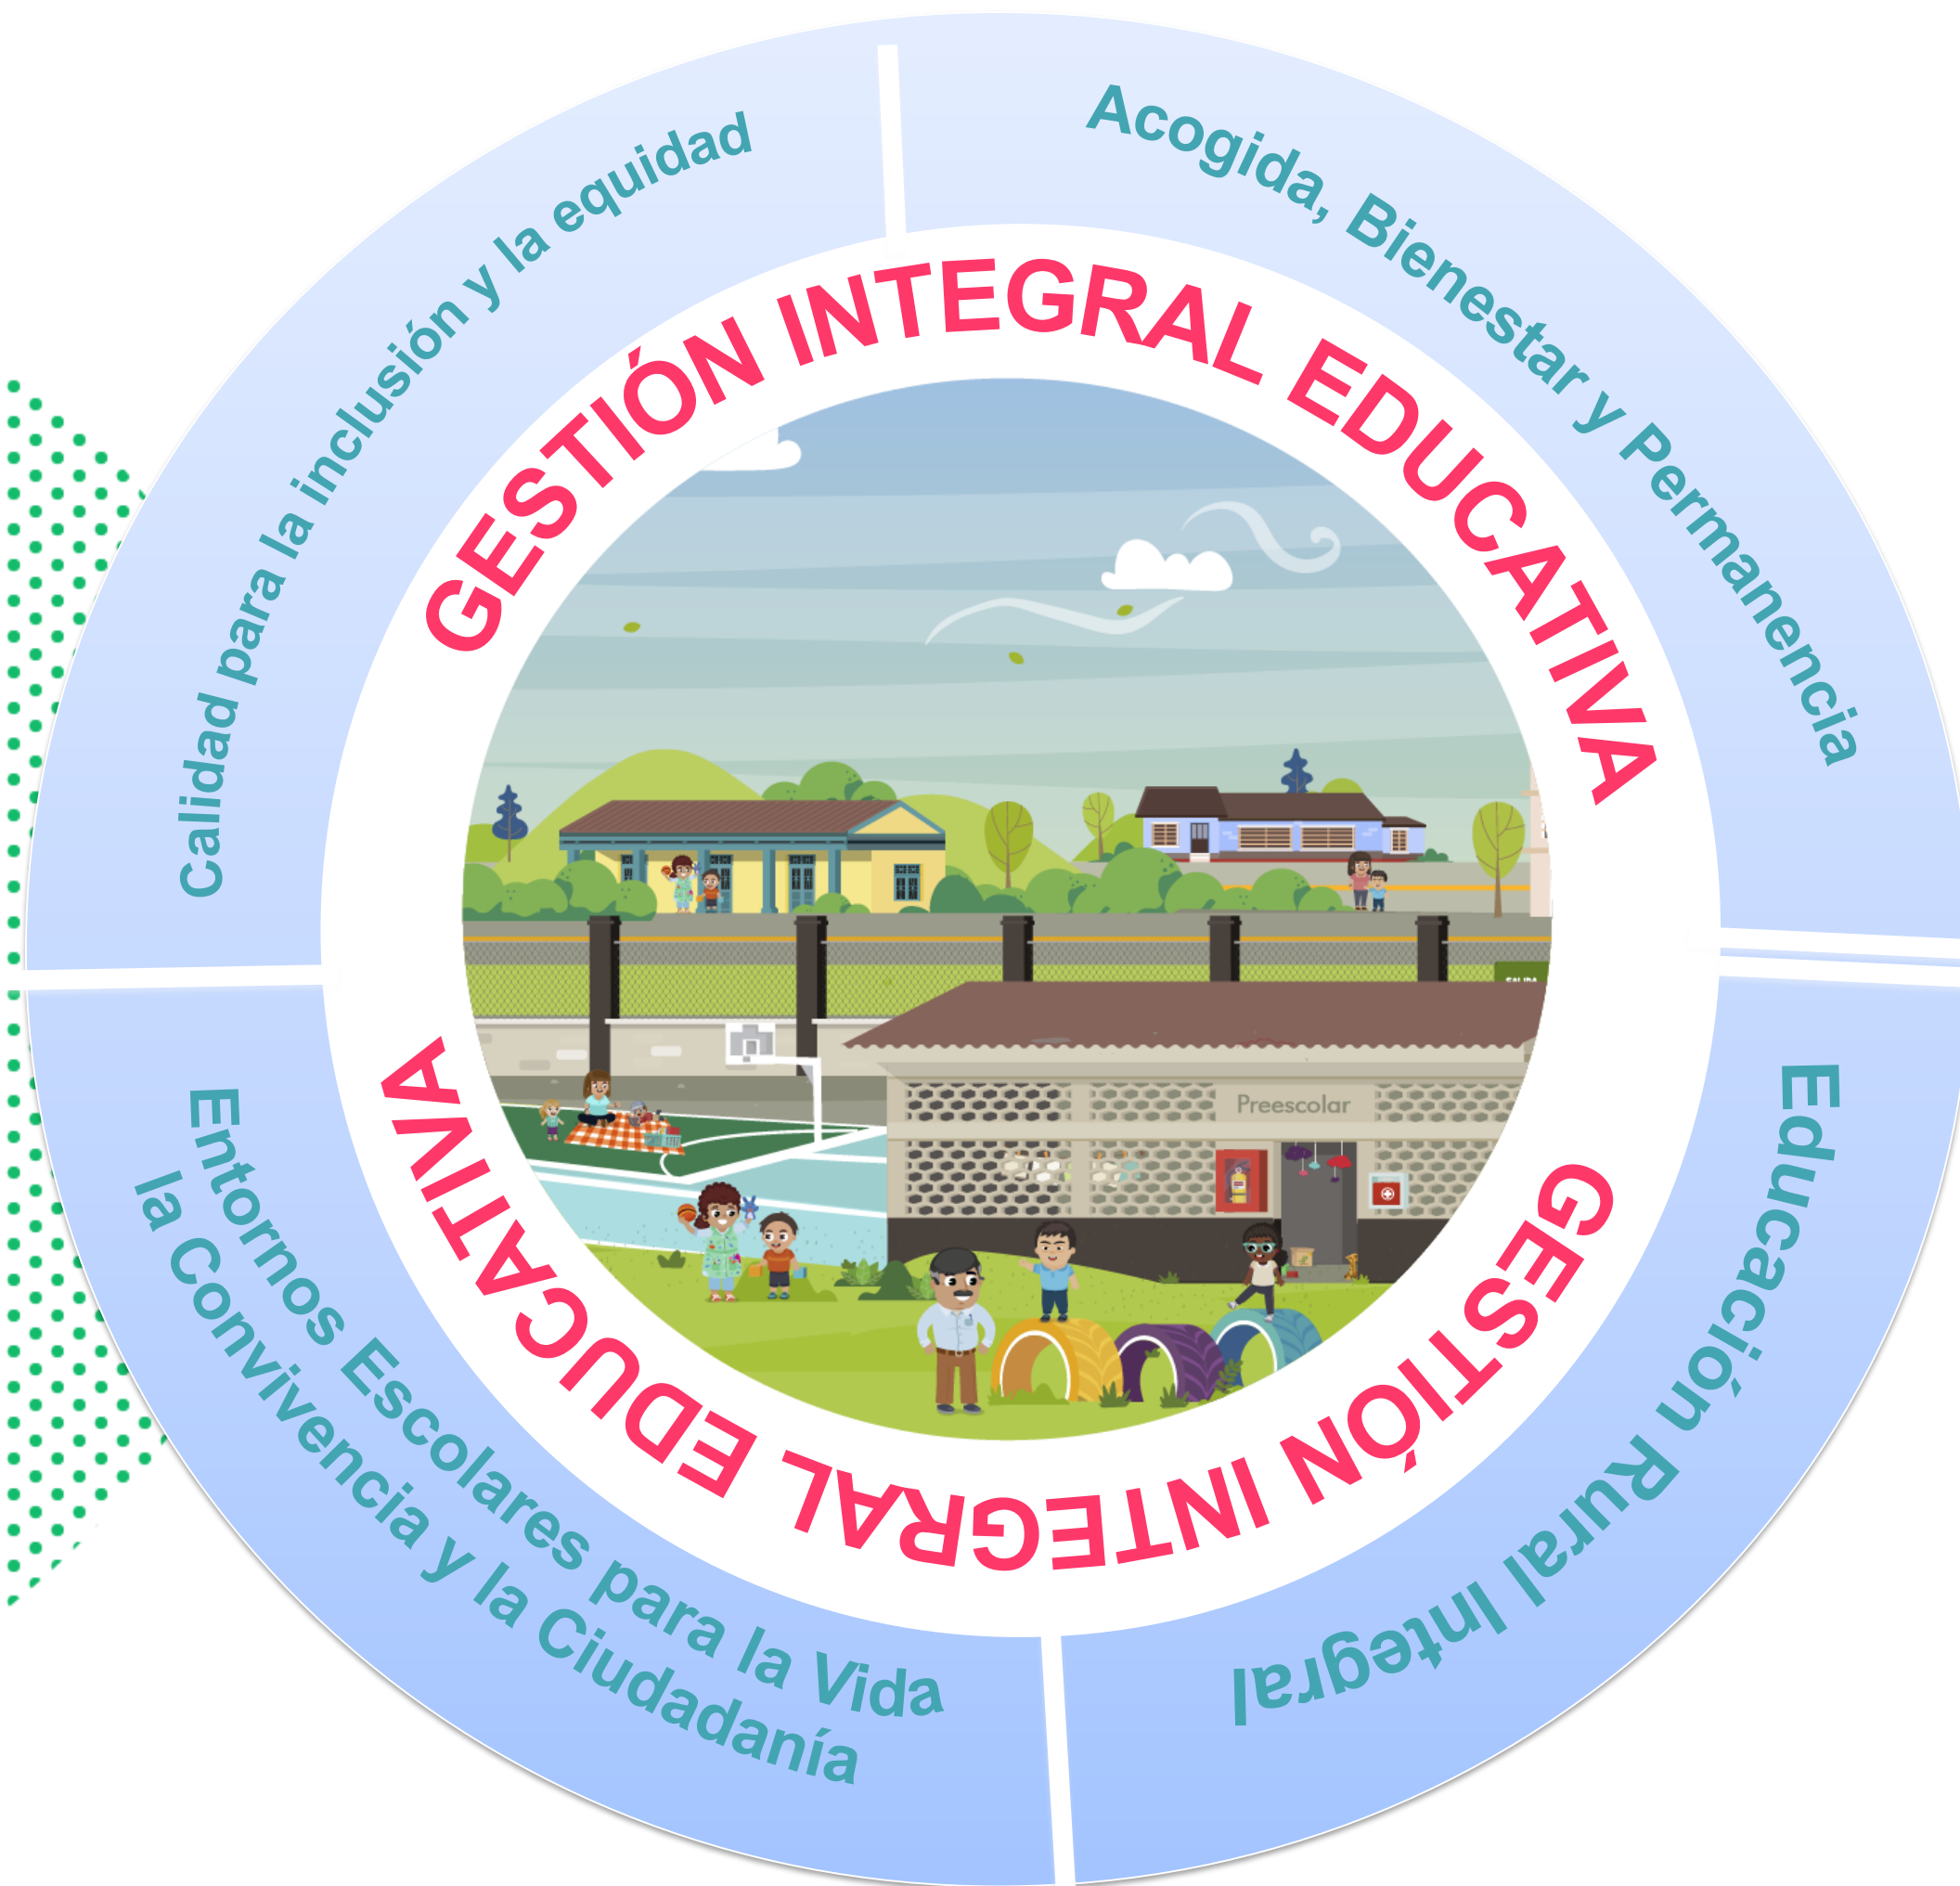 Calidad para la inclusión y la equidad
Acogida, Bienestar y Permanencia
GESTIÓN INTEGRAL EDUCATIVA
SALIDA
Preescolar
GESTIÓN INTEGRAL EDUCATIVA
Educación Rural Integral
Entornos Escolares para la Vida
la Convivencia y la Ciudadanía